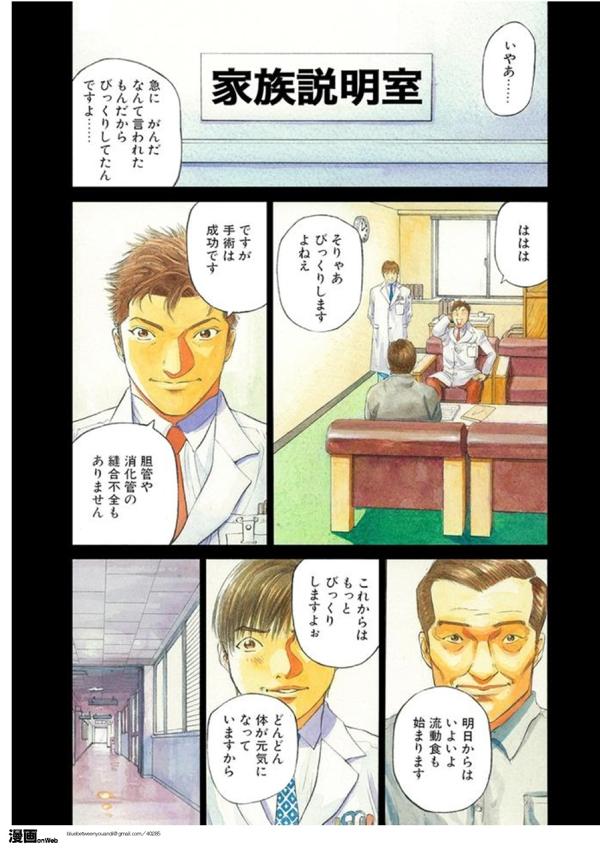 いやあ……
家族説明室
急に がんだ
なんて言われた
もんだから
びっくりしてたん
ですよ……
ははは
そりゃあ
びっくりします
よねえ
ですが
手術は
成功です
胆管や
消化管の
縫合不全も
ありません
明日からは
いよいよ
流動食も
始まります
これからは
もっと
びっくり
しますよぉ
どんどん
体が元気に
なって
いますから
漫画onWeb
bluebetweenyouandi@gmail.com / 40285